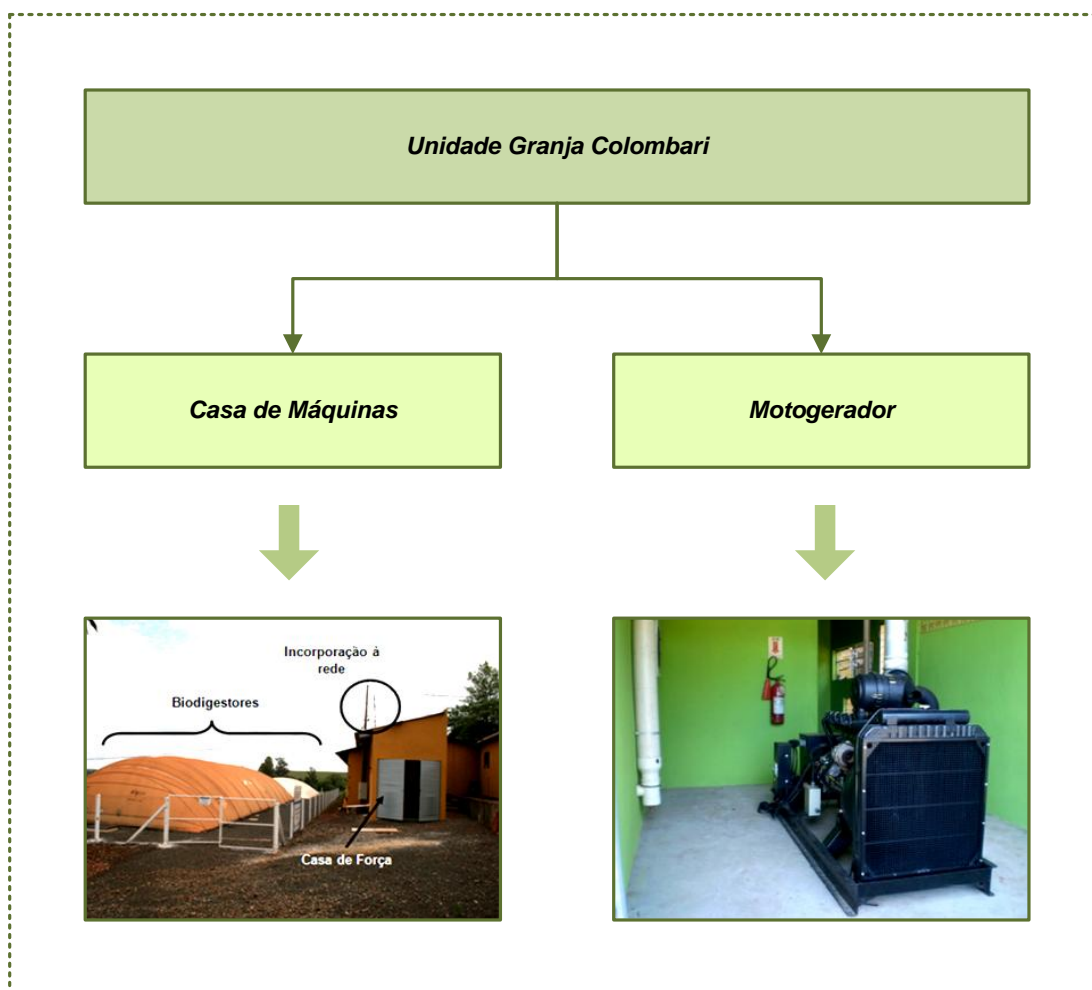 Unidade Granja Colombari
Casa de Máquinas
Motogerador
Incorporação à
rede
Biodigestores
Casa de Força